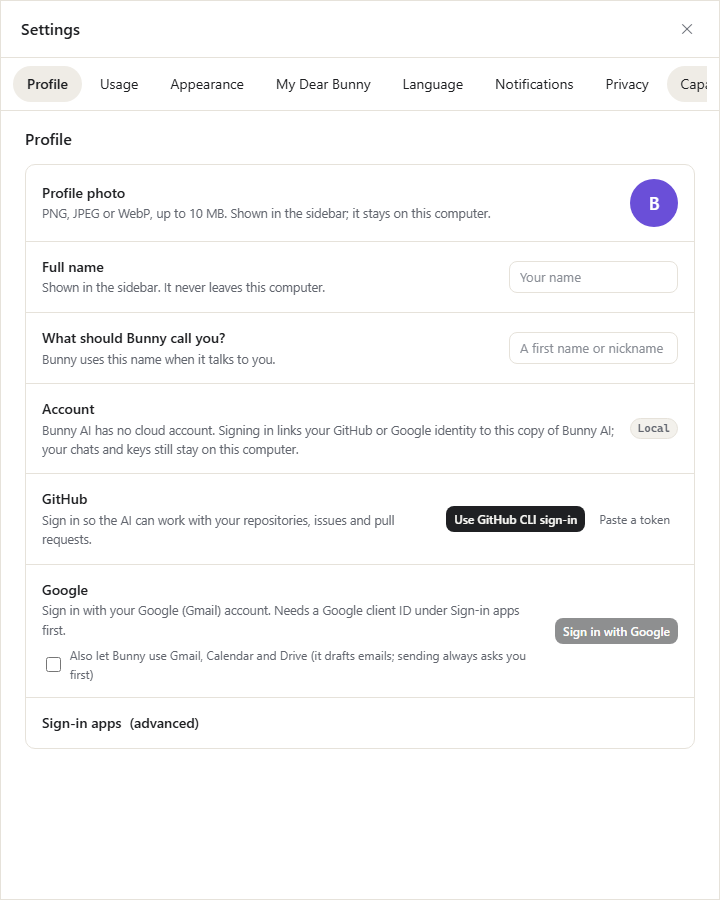 Settings
Profile
Usage
Appearance
My Dear Bunny
Language
Notifications
Privacy
Profile
Profile photo
PNG, JPEG or WebP, up to 10 MB. Shown in the sidebar; it stays on this computer.
B
Full name
Shown in the sidebar. It never leaves this computer.
Your name
What should Bunny call you?
Bunny uses this name when it talks to you.
A first name or nickname
Account
Bunny AI has no cloud account. Signing in links your GitHub or Google identity to this copy of Bunny AI;
your chats and keys still stay on this computer.
Local
GitHub
Sign in so the AI can work with your repositories, issues and pull
requests.
Use GitHub CLI sign-in
Paste a token
Google
Sign in with your Google (Gmail) account. Needs a Google client ID under Sign-in apps
first.
Also let Bunny use Gmail, Calendar and Drive (it drafts emails; sending always asks you
first)
Sign in with Google
Sign-in apps (advanced)